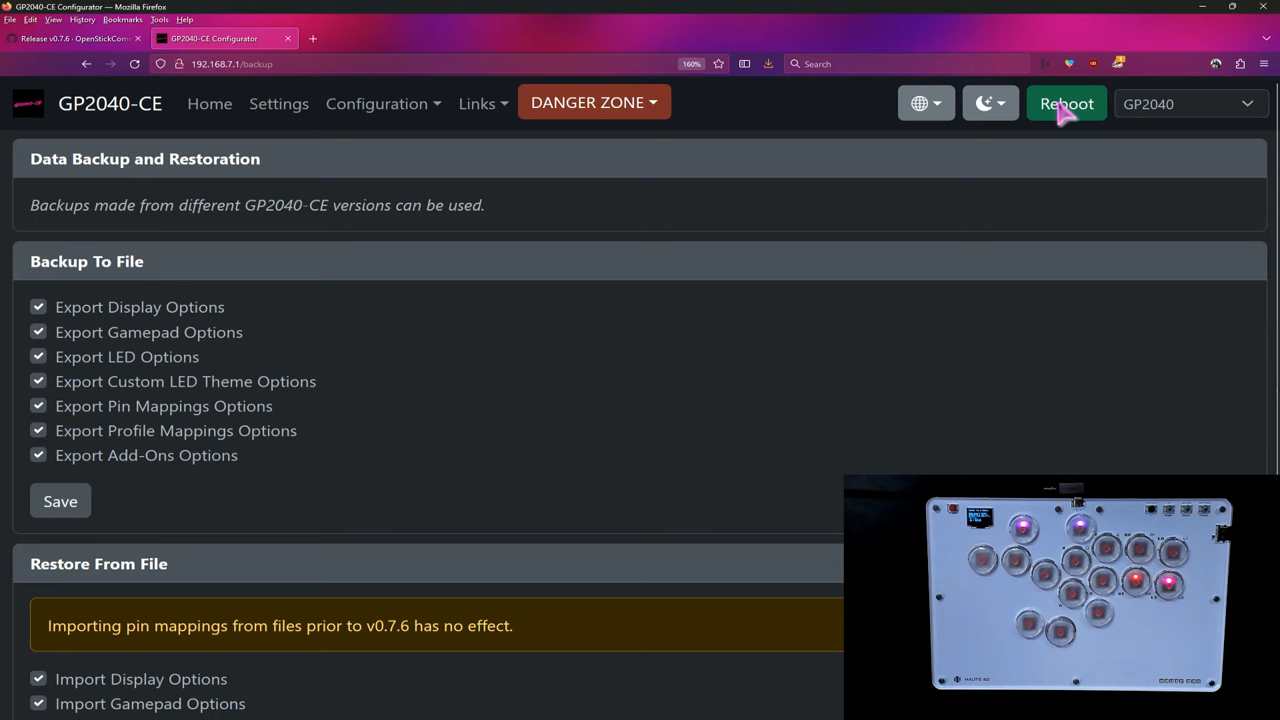 GP2040-CE Configurator — Mozilla Firefox
File Edit View History Bookmarks Tools Help
Release v0.7.6 · OpenStickCom
GP2040-CE Configurator
192.168.7.1/backup
160%
Search
GP2040-CE
Home
Settings
Configuration
Links
DANGER ZONE
Reboot
GP2040
Data Backup and Restoration
Backups made from different GP2040-CE versions can be used.
Backup To File
Export Display Options
Export Gamepad Options
Export LED Options
Export Custom LED Theme Options
Export Pin Mappings Options
Export Profile Mappings Options
Export Add-Ons Options
Save
Restore From File
Importing pin mappings from files prior to v0.7.6 has no effect.
Import Display Options
Import Gamepad Options
HAUTE42